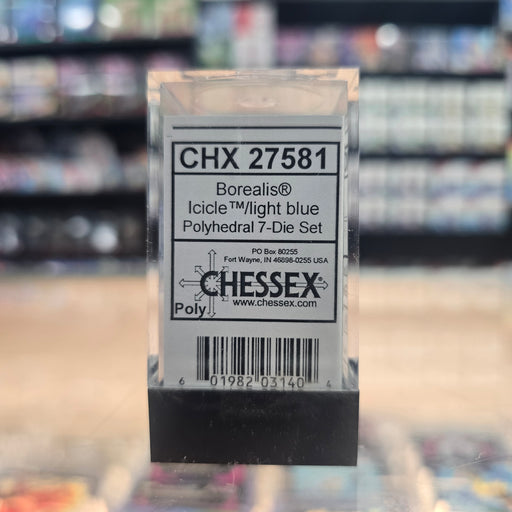 CHX 27581
Borealis®
Icicle™/light blue
Polyhedral 7-Die Set
PO Box 80255
Fort Wayne, IN 46898-0255 USA
CHESSEX®
www.chessex.com
Poly
6 01982 03140 4